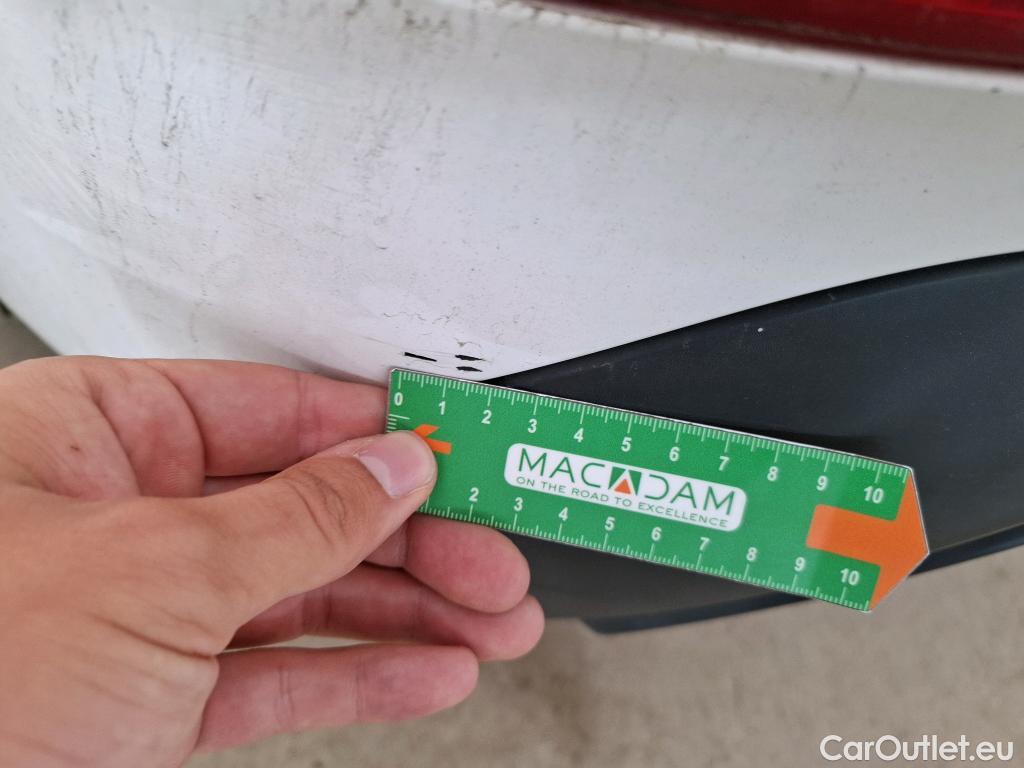 0 1 2 3 4 5 6 7 8 9 10
MACADAM
ON THE ROAD TO EXCELLENCE
2 3 4 5 6 7 8 9 10
CarOutlet.eu